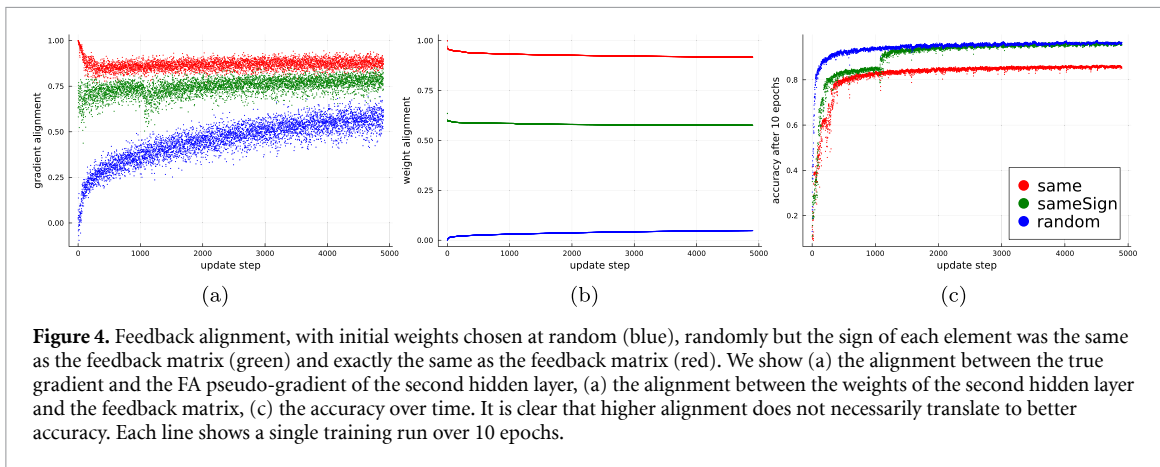 1.00
0.75
0.50
0.25
0.00
gradient alignment
0 1000 2000 3000 4000 5000
update step
(a)
1.00
0.75
0.50
0.25
0.00
weight alignment
0 1000 2000 3000 4000 5000
update step
(b)
0.8
0.6
0.4
0.2
accuracy after 10 epochs
0 1000 2000 3000 4000 5000
update step
(c)
same
sameSign
random
Figure 4. Feedback alignment, with initial weights chosen at random (blue), randomly but the sign of each element was the same
as the feedback matrix (green) and exactly the same as the feedback matrix (red). We show (a) the alignment between the true
gradient and the FA pseudo-gradient of the second hidden layer, (a) the alignment between the weights of the second hidden layer
and the feedback matrix, (c) the accuracy over time. It is clear that higher alignment does not necessarily translate to better
accuracy. Each line shows a single training run over 10 epochs.